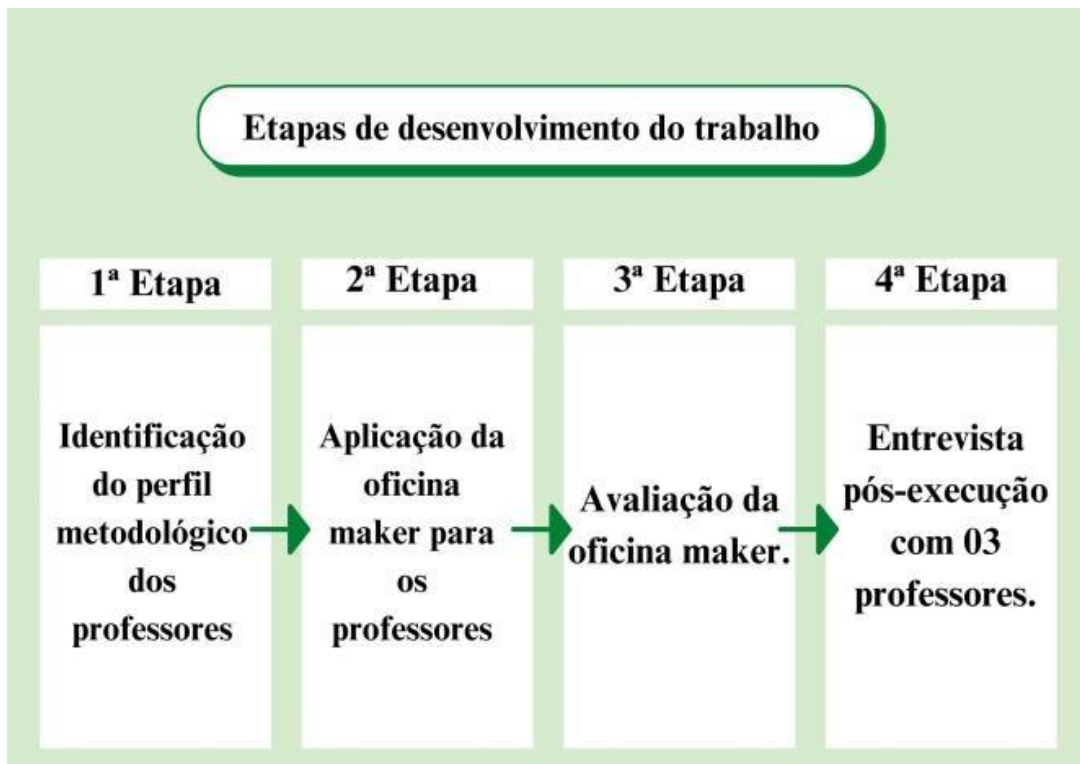 Etapas de desenvolvimento do trabalho
1ª Etapa
Identificação
do perfil
metodológico
dos
professores
2ª Etapa
Aplicação da
oficina
maker para
os
professores
3ª Etapa
Avaliação da
oficina maker.
4ª Etapa
Entrevista
pós-execução
com 03
professores.